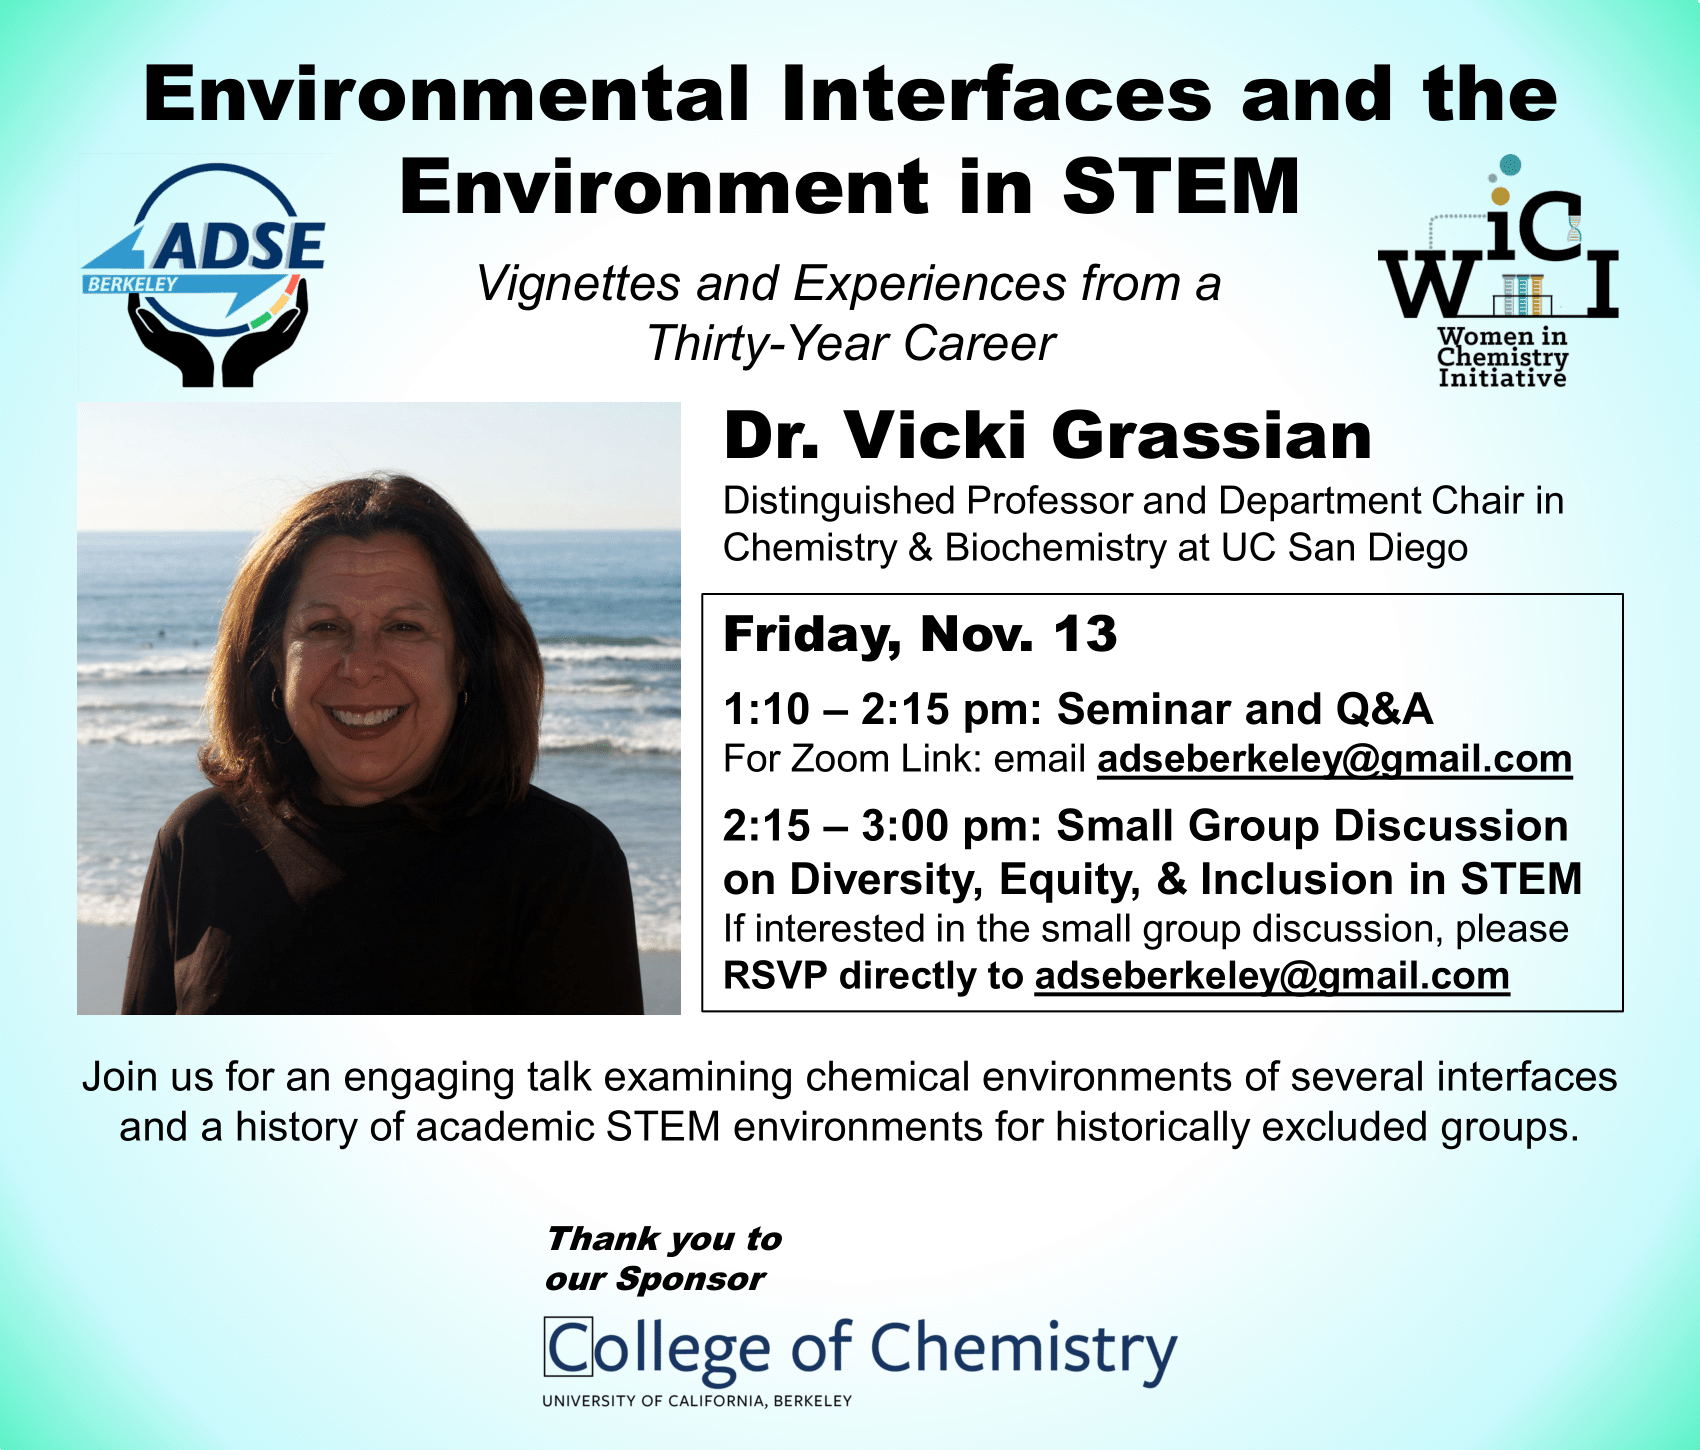 Environmental Interfaces and the
Environment in STEM
ADSE
BERKELEY
Vignettes and Experiences from a
Thirty-Year Career
WiCI
Women in
Chemistry
Initiative
Dr. Vicki Grassian
Distinguished Professor and Department Chair in
Chemistry & Biochemistry at UC San Diego
Friday, Nov. 13
1:10 – 2:15 pm: Seminar and Q&A
For Zoom Link: email adseberkeley@gmail.com
2:15 – 3:00 pm: Small Group Discussion
on Diversity, Equity, & Inclusion in STEM
If interested in the small group discussion, please
RSVP directly to adseberkeley@gmail.com
Join us for an engaging talk examining chemical environments of several interfaces
and a history of academic STEM environments for historically excluded groups.
Thank you to
our Sponsor
College of Chemistry
UNIVERSITY OF CALIFORNIA, BERKELEY